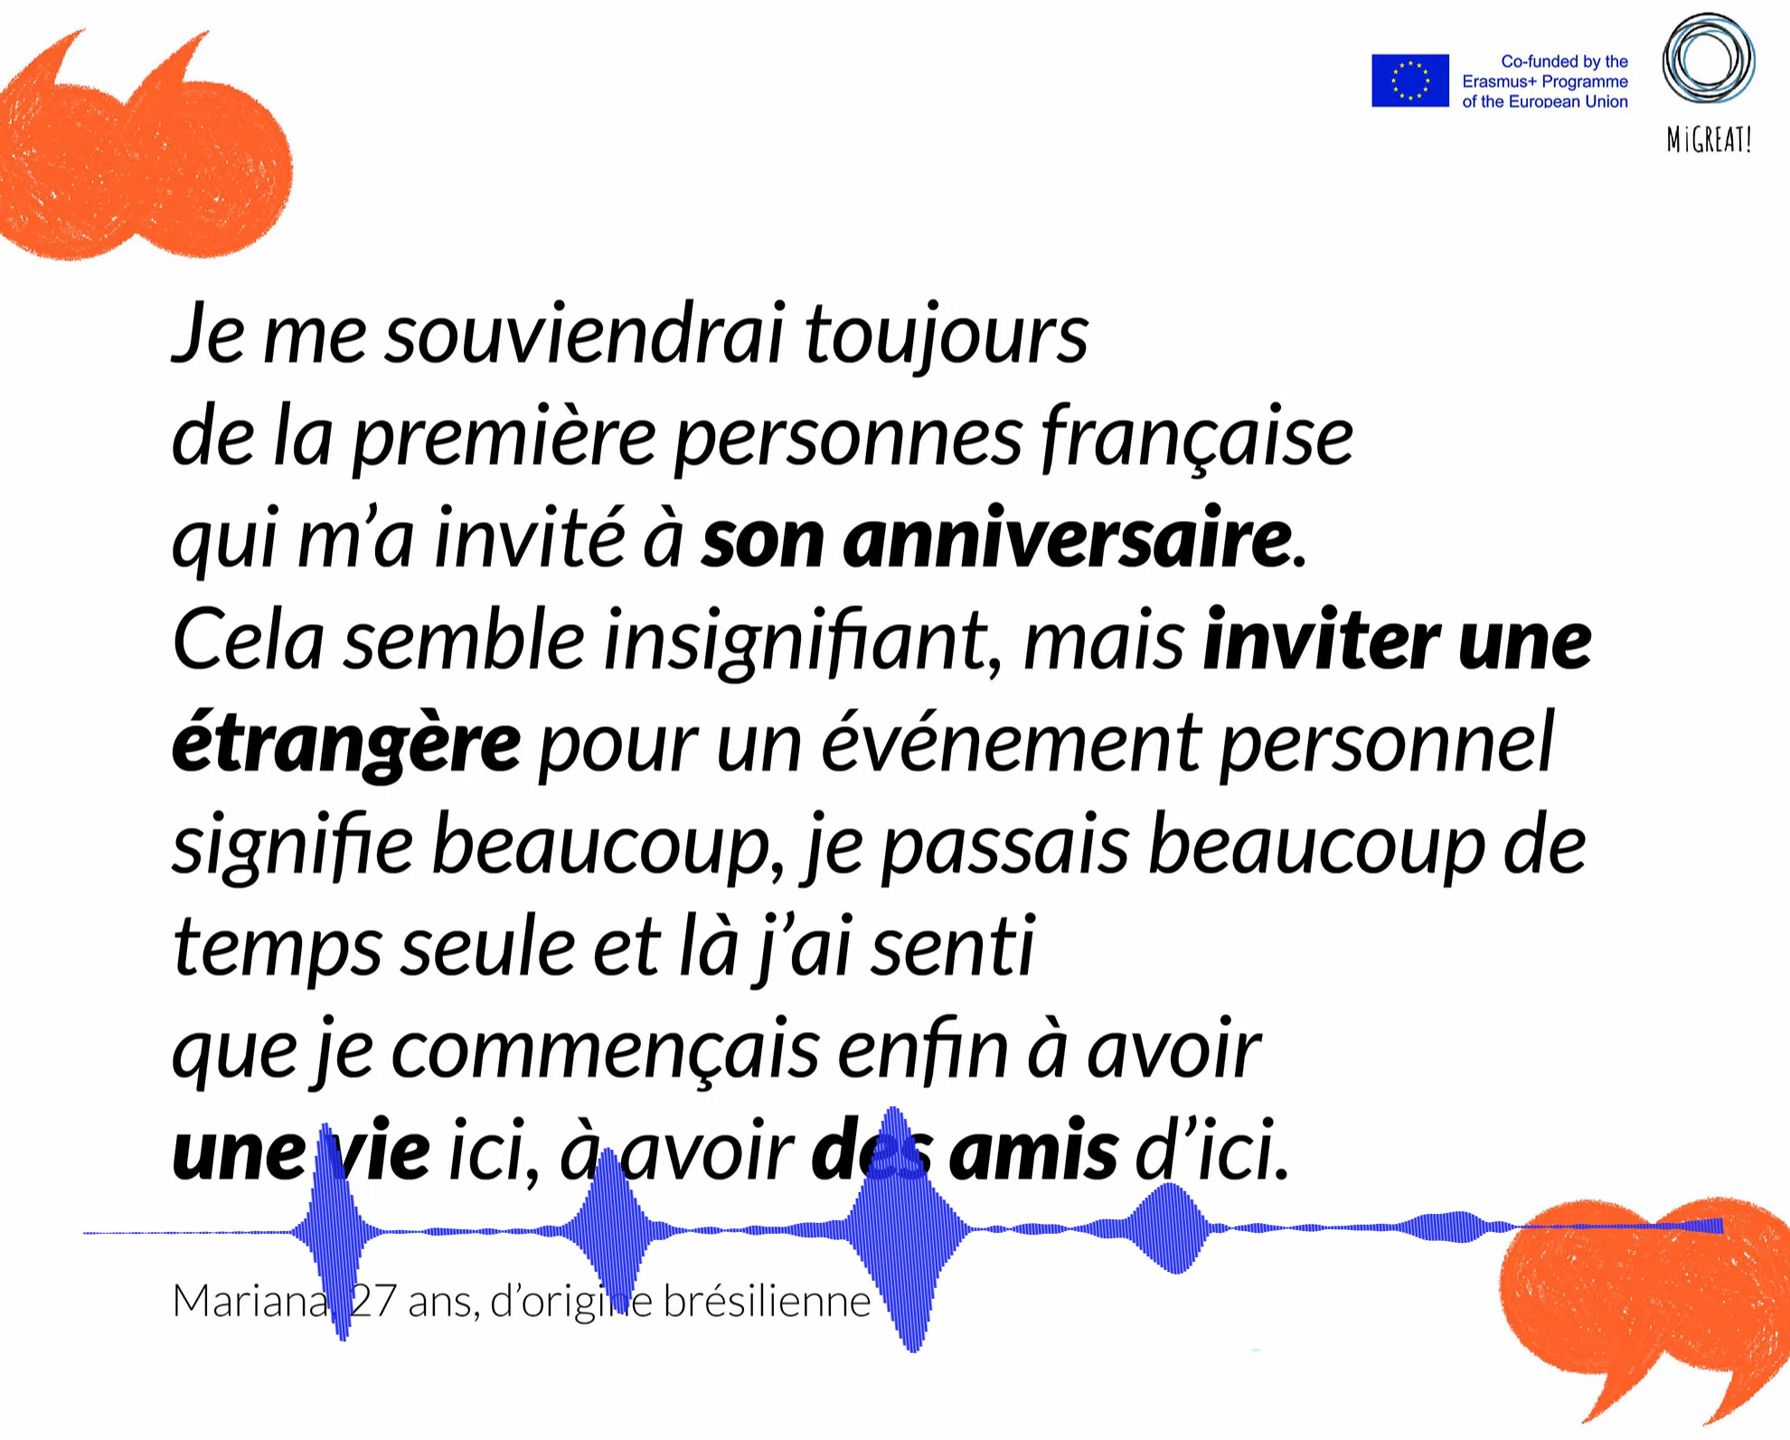 Co-funded by the
Erasmus+ Programme
of the European Union
MiGREAT!
Je me souviendrai toujours
de la première personnes française
qui m’a invité à son anniversaire.
Cela semble insignifiant, mais inviter une
étrangère pour un événement personnel
signifie beaucoup, je passais beaucoup de
temps seule et là j’ai senti
que je commençais enfin à avoir
une vie ici, à avoir des amis d’ici.
Mariana, 27 ans, d’origine brésilienne